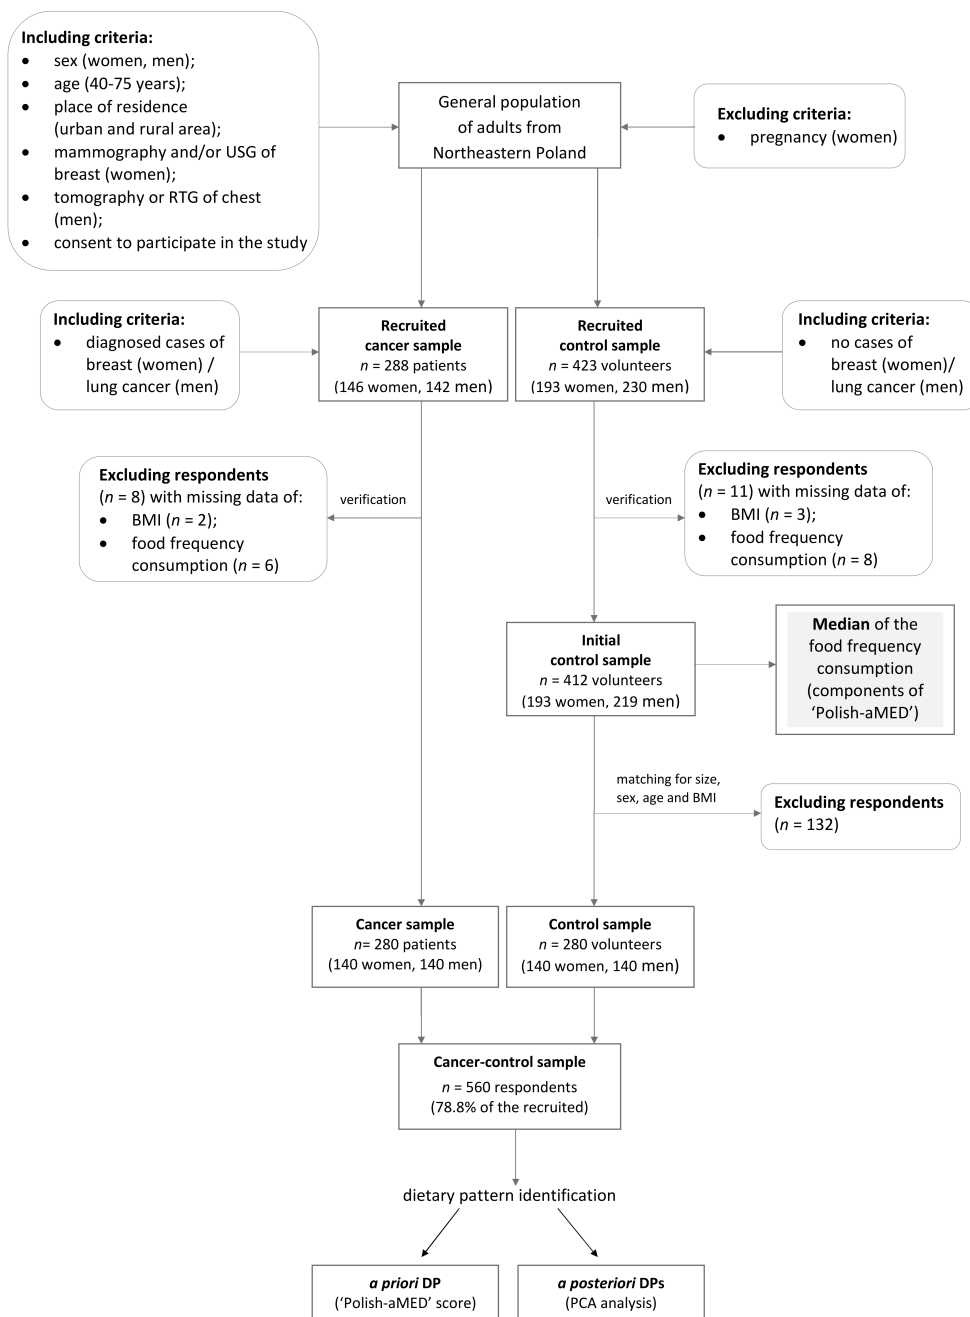 Including criteria:
• sex (women, men);
• age (40-75 years);
• place of residence
(urban and rural area);
• mammography and/or USG of
breast (women);
• tomography or RTG of chest
(men);
• consent to participate in the study
General population
of adults from
Northeastern Poland
Excluding criteria:
• pregnancy (women)
Including criteria:
• diagnosed cases of
breast (women) /
lung cancer (men)
Recruited
cancer sample
n = 288 patients
(146 women, 142 men)
Recruited
control sample
n = 423 volunteers
(193 women, 230 men)
Including criteria:
• no cases of
breast (women)/
lung cancer (men)
Excluding respondents
(n = 8) with missing data of:
• BMI (n = 2);
• food frequency
consumption (n = 6)
verification
verification
Excluding respondents
(n = 11) with missing data of:
• BMI (n = 3);
• food frequency
consumption (n = 8)
Initial
control sample
n = 412 volunteers
(193 women, 219 men)
Median of the
food frequency
consumption
(components of
‘Polish-aMED’)
matching for size,
sex, age and BMI
Excluding respondents
(n = 132)
Cancer sample
n= 280 patients
(140 women, 140 men)
Control sample
n = 280 volunteers
(140 women, 140 men)
Cancer-control sample
n = 560 respondents
(78.8% of the recruited)
dietary pattern identification
a priori DP
(‘Polish-aMED’ score)
a posteriori DPs
(PCA analysis)